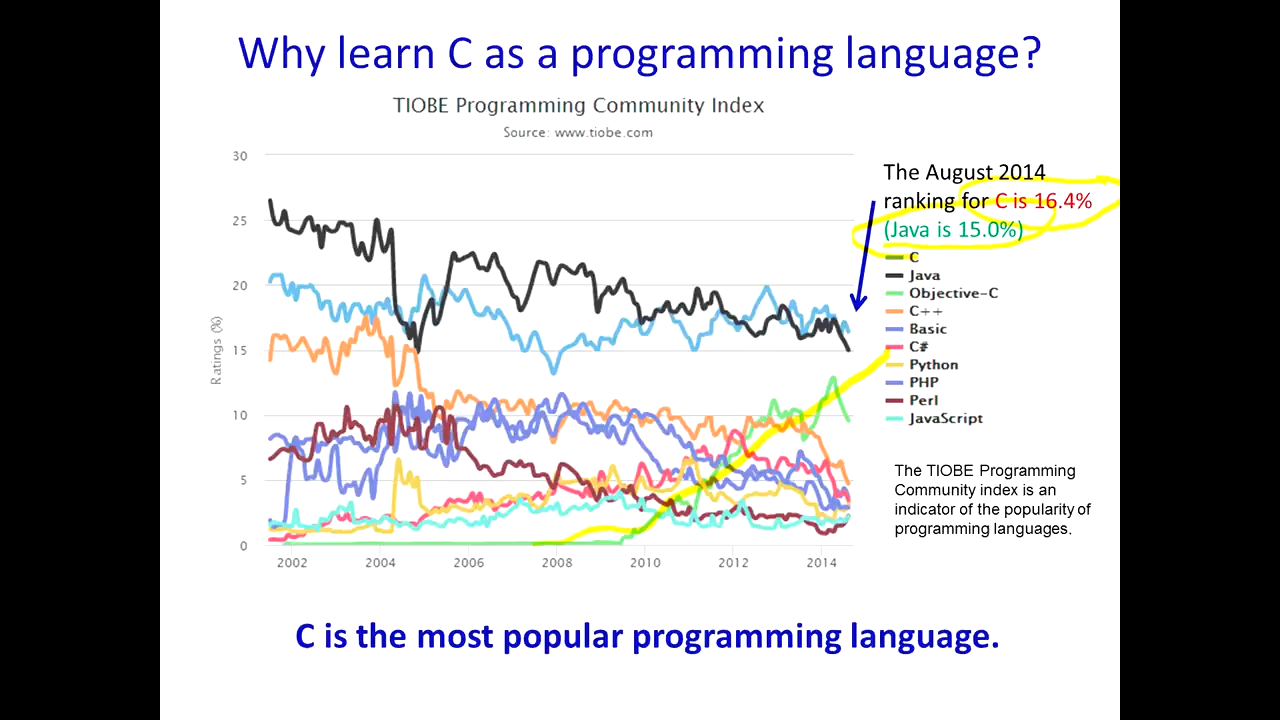 Why learn C as a programming language?
TIOBE Programming Community Index
Source: www.tiobe.com
Ratings (%)
30
25
20
15
10
5
0
2002 2004 2006 2008 2010 2012 2014
The August 2014
ranking for C is 16.4%
(Java is 15.0%)
C
Java
Objective-C
C++
Basic
C#
Python
PHP
Perl
JavaScript
The TIOBE Programming
Community index is an
indicator of the popularity of
programming languages.
C is the most popular programming language.